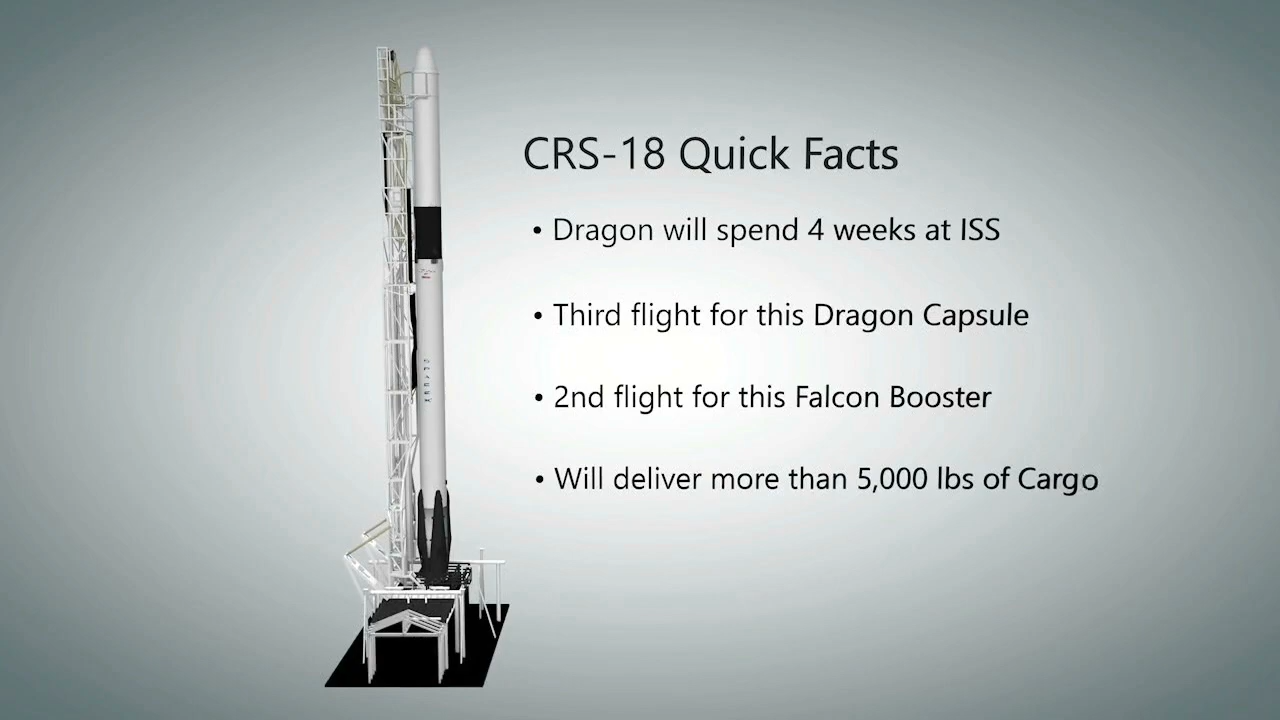 CRS-18 Quick Facts
• Dragon will spend 4 weeks at ISS
• Third flight for this Dragon Capsule
• 2nd flight for this Falcon Booster
• Will deliver more than 5,000 lbs of Cargo
SPACEX